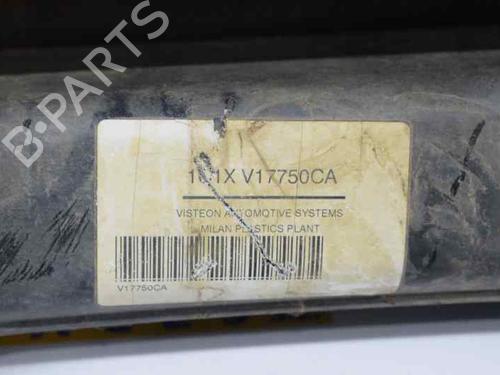 B-PARTS
V17750CA
VISTEON AUTOMOTIVE SYSTEMS
MILAN PLASTICS PLANT
V17750CA